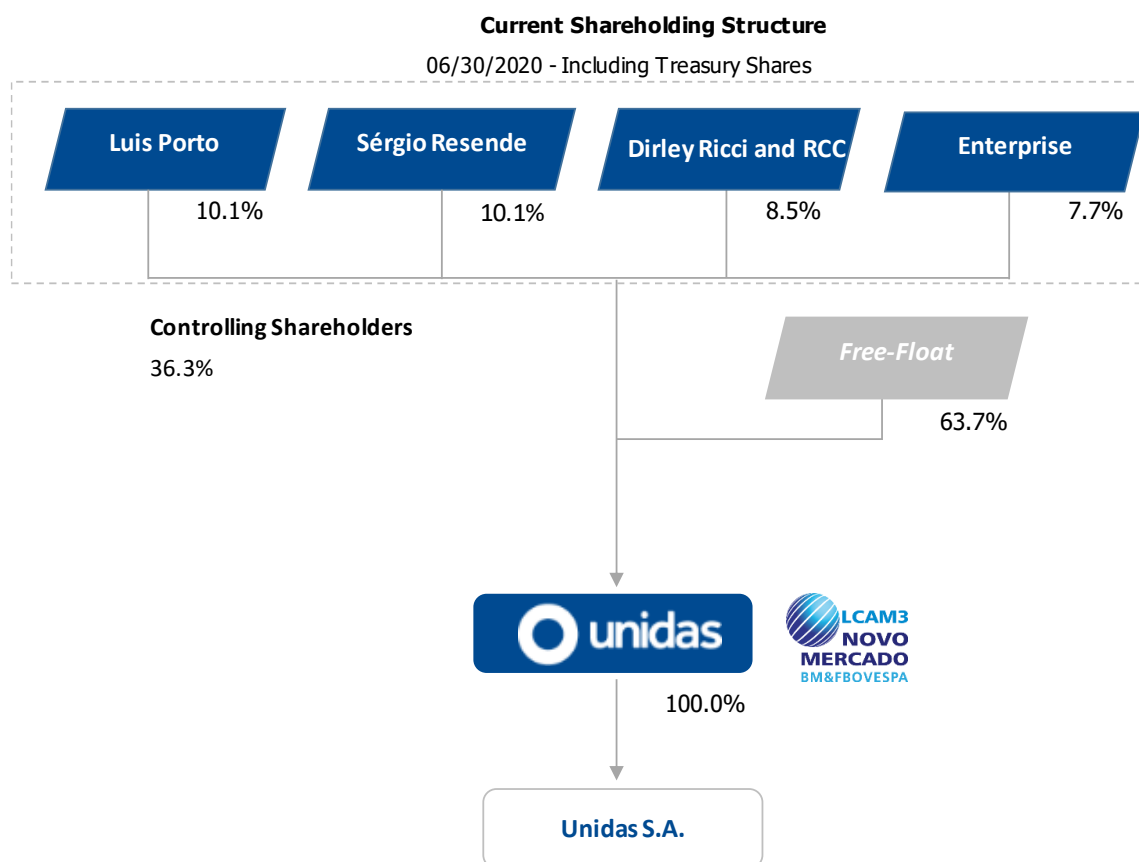 Current Shareholding Structure
06/30/2020 - Including Treasury Shares
Luis Porto
Sérgio Resende
Dirley Ricci and RCC
Enterprise
10.1%
10.1%
8.5%
7.7%
Controlling Shareholders
36.3%
Free-Float
63.7%
unidas
LCAM3
NOVO
MERCADO
BM&FBOVESPA
100.0%
Unidas S.A.